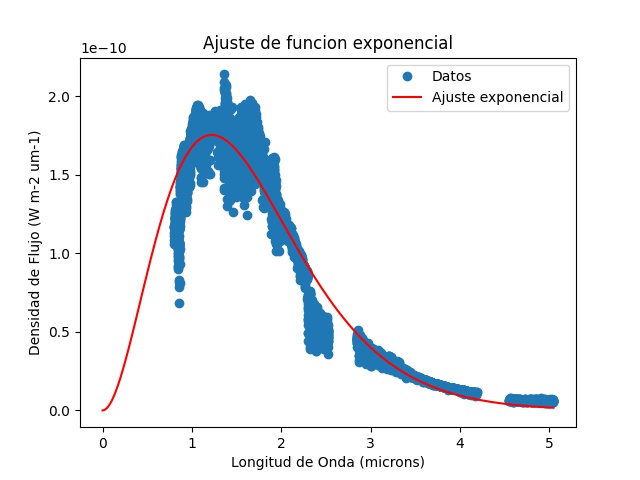 Ajuste de funcion exponencial
1e−10
Datos
Ajuste exponencial
Densidad de Flujo (W m-2 um-1)
2.0
1.5
1.0
0.5
0.0
0 1 2 3 4 5
Longitud de Onda (microns)